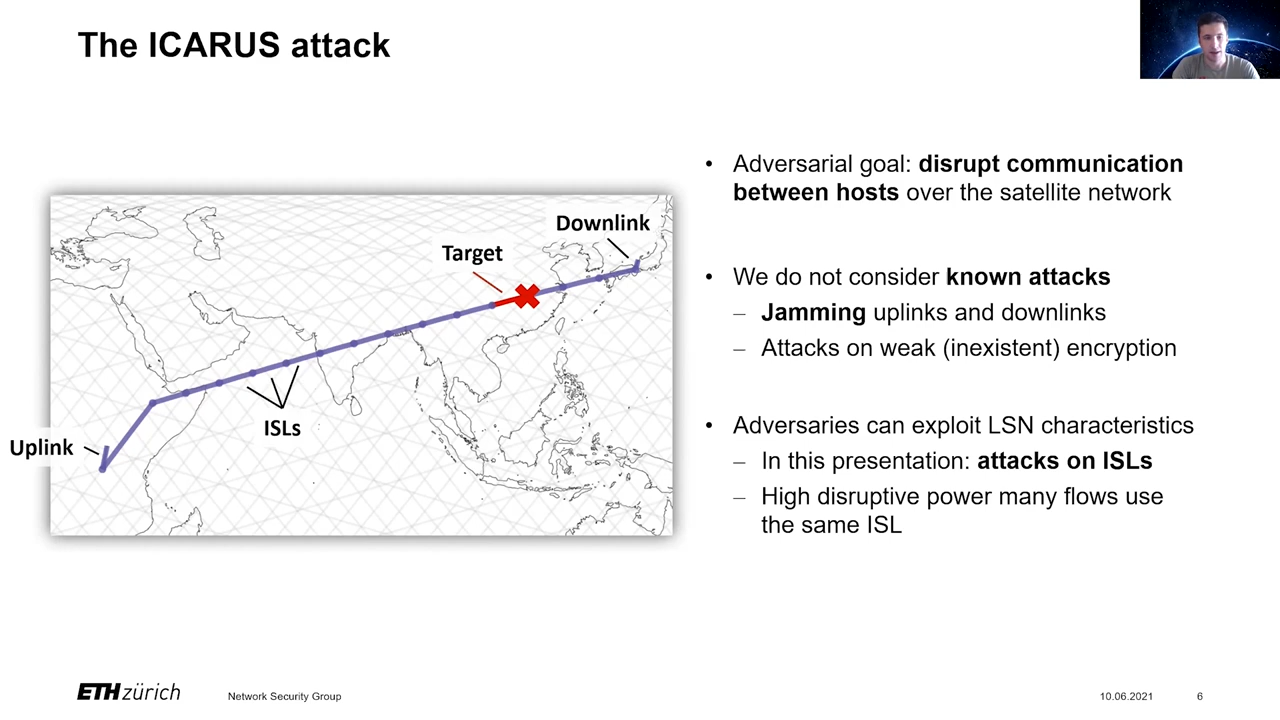 The ICARUS attack
Downlink
Target
ISLs
Uplink
• Adversarial goal: disrupt communication
between hosts over the satellite network
• We do not consider known attacks
– Jamming uplinks and downlinks
– Attacks on weak (inexistent) encryption
• Adversaries can exploit LSN characteristics
– In this presentation: attacks on ISLs
– High disruptive power many flows use
the same ISL
ETH zürich
Network Security Group
10.06.2021
6